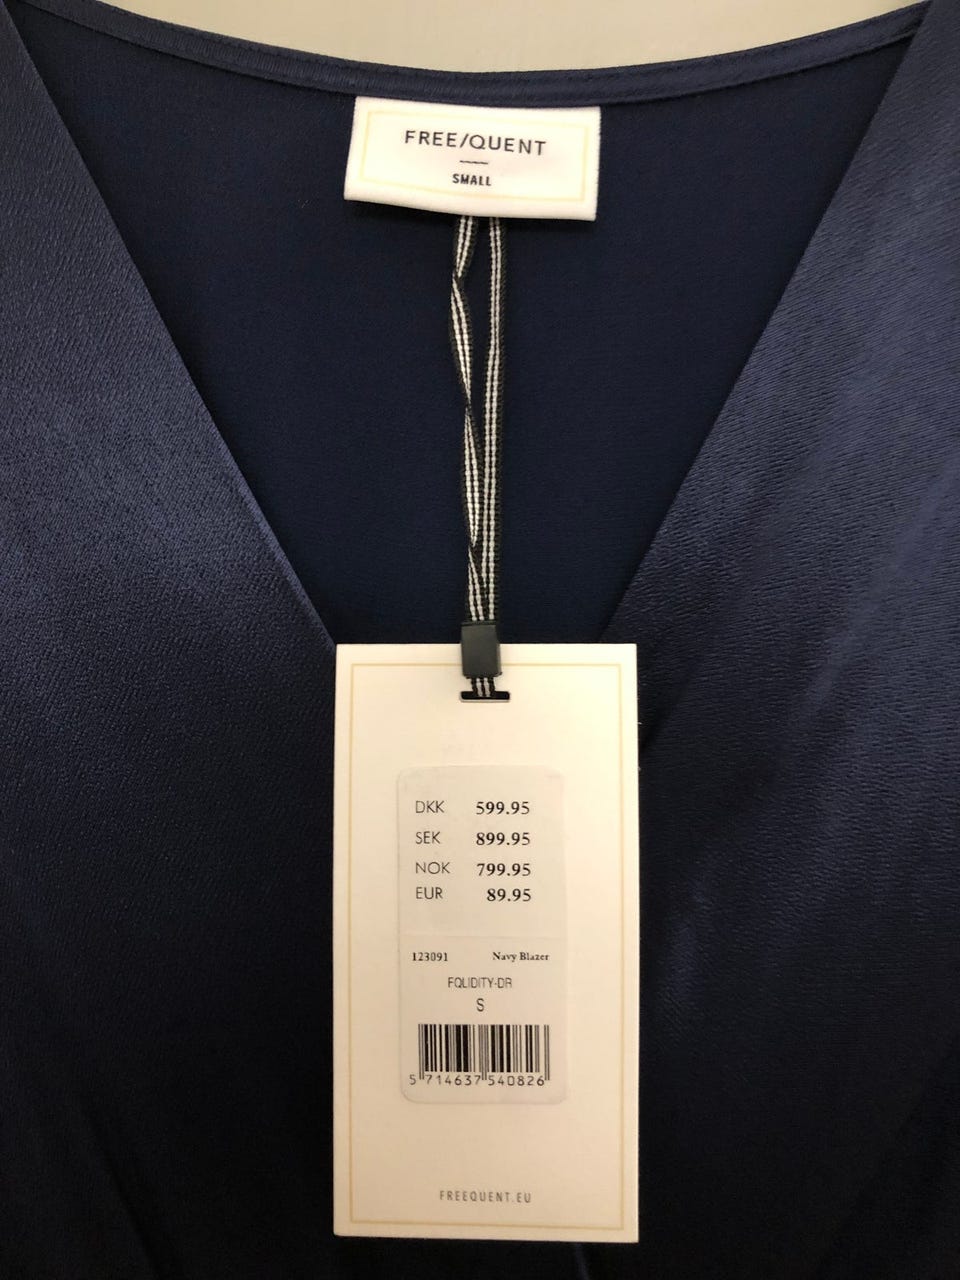 FREE/QUENT
SMALL
DKK 599.95
SEK 899.95
NOK 799.95
EUR 89.95
123091 Navy Blazer
FQLIDITY-DR
S
5 714637 540826
FREEQUENT.EU